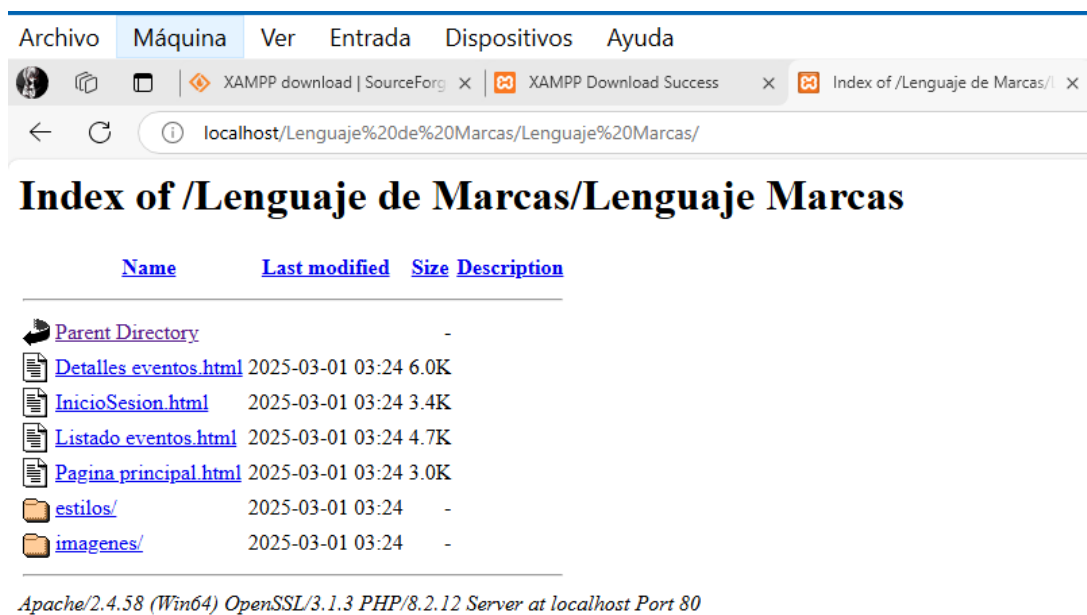 Archivo Máquina Ver Entrada Dispositivos Ayuda
XAMPP download | SourceForg XAMPP Download Success Index of /Lenguaje de Marcas/
localhost/Lenguaje%20de%20Marcas/Lenguaje%20Marcas/
Index of /Lenguaje de Marcas/Lenguaje Marcas
Name Last modified Size Description
Parent Directory -
Detalles eventos.html 2025-03-01 03:24 6.0K
InicioSesion.html 2025-03-01 03:24 3.4K
Listado eventos.html 2025-03-01 03:24 4.7K
Pagina principal.html 2025-03-01 03:24 3.0K
estilos/ 2025-03-01 03:24 -
imagenes/ 2025-03-01 03:24 -
Apache/2.4.58 (Win64) OpenSSL/3.1.3 PHP/8.2.12 Server at localhost Port 80